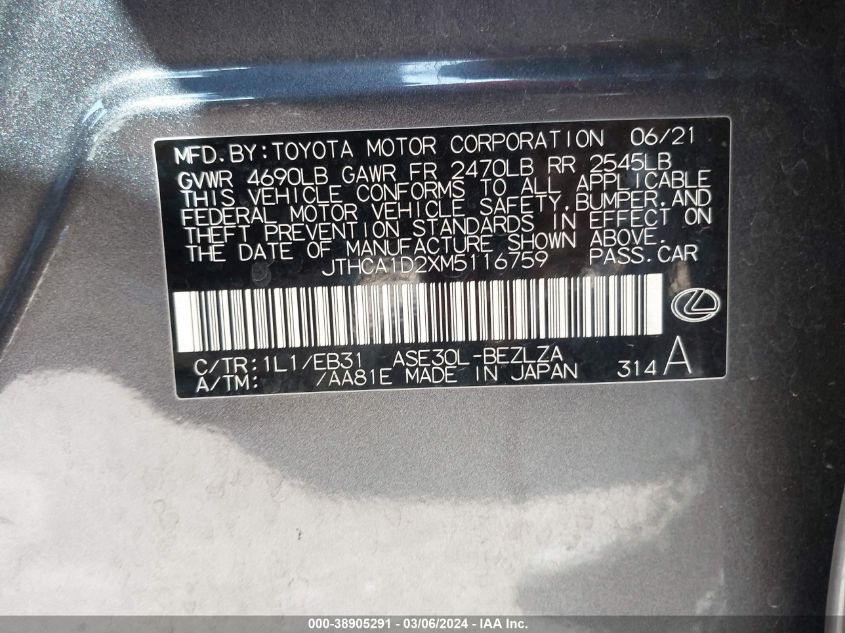 MFD.BY:TOYOTA MOTOR CORPORATION 06/21
GVWR 4690LB GAWR FR 2470LB RR 2545LB
THIS VEHICLE CONFORMS TO ALL APPLICABLE
FEDERAL MOTOR VEHICLE SAFETY,BUMPER,AND
THEFT PREVENTION STANDARDS IN EFFECT ON
THE DATE OF MANUFACTURE SHOWN ABOVE.
JTHCA1D2XM5116759 PASS.CAR
C/TR:1L1/EB31 ASE30L-BEZLZA
A/TM: /AA81E MADE IN JAPAN 314 A
000-38905291 - 03/06/2024 - IAA Inc.